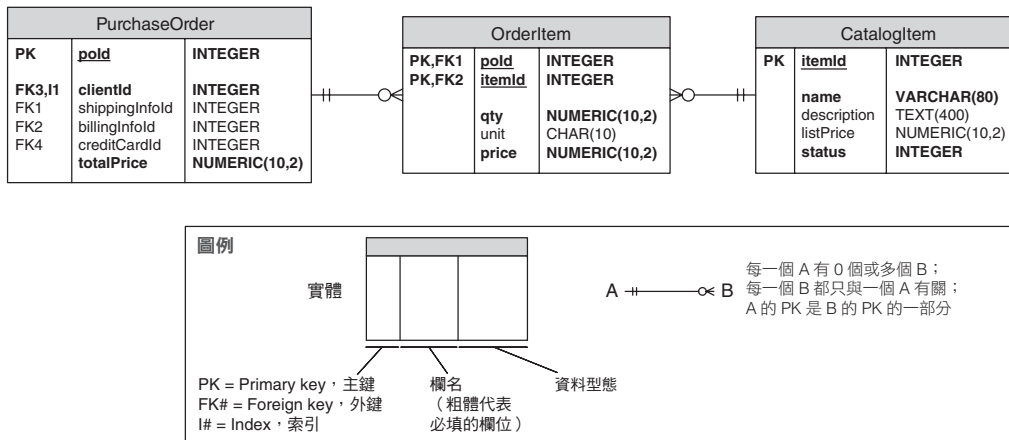 PurchaseOrder
PK poId INTEGER
FK3,I1 clientId INTEGER
FK1 shippingInfoId INTEGER
FK2 billingInfoId INTEGER
FK4 creditCardId INTEGER
totalPrice NUMERIC(10,2)
OrderItem
PK,FK1 poId INTEGER
PK,FK2 itemId INTEGER
qty NUMERIC(10,2)
unit CHAR(10)
price NUMERIC(10,2)
CatalogItem
PK itemId INTEGER
name VARCHAR(80)
description TEXT(400)
listPrice NUMERIC(10,2)
status INTEGER
圖例
實體
PK = Primary key,主鍵
FK# = Foreign key,外鍵
I# = Index,索引
欄名
(粗體代表
必填的欄位)
資料型態
A B
每一個 A 有 0 個或多個 B;
每一個 B 都只與一個 A 有關;
A 的 PK 是 B 的 PK 的一部分